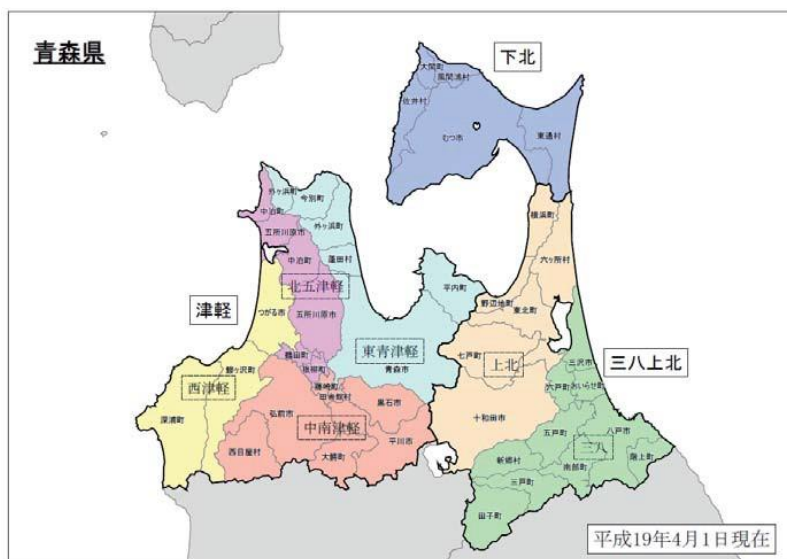 青森県
下北
大間町
風間浦村
佐井村
むつ市
東通村
外ヶ浜町
今別町
中泊町
五所川原市
外ヶ浜町
中泊町
蓬田村
北五津軽
横浜町
六ヶ所村
平内町
野辺地町
東北町
津軽
つがる市
五所川原市
東青津軽
青森市
七戸町
上北
三八上北
三沢市
六戸町
おいらせ町
鶴田町
板柳町
鰺ヶ沢町
西津軽
藤崎町
田舎館村
黒石市
深浦町
弘前市
中南津軽
十和田市
五戸町
八戸市
三八
西目屋村
平川市
大鰐町
新郷村
南部町
階上町
三戸町
田子町
平成19年4月1日現在